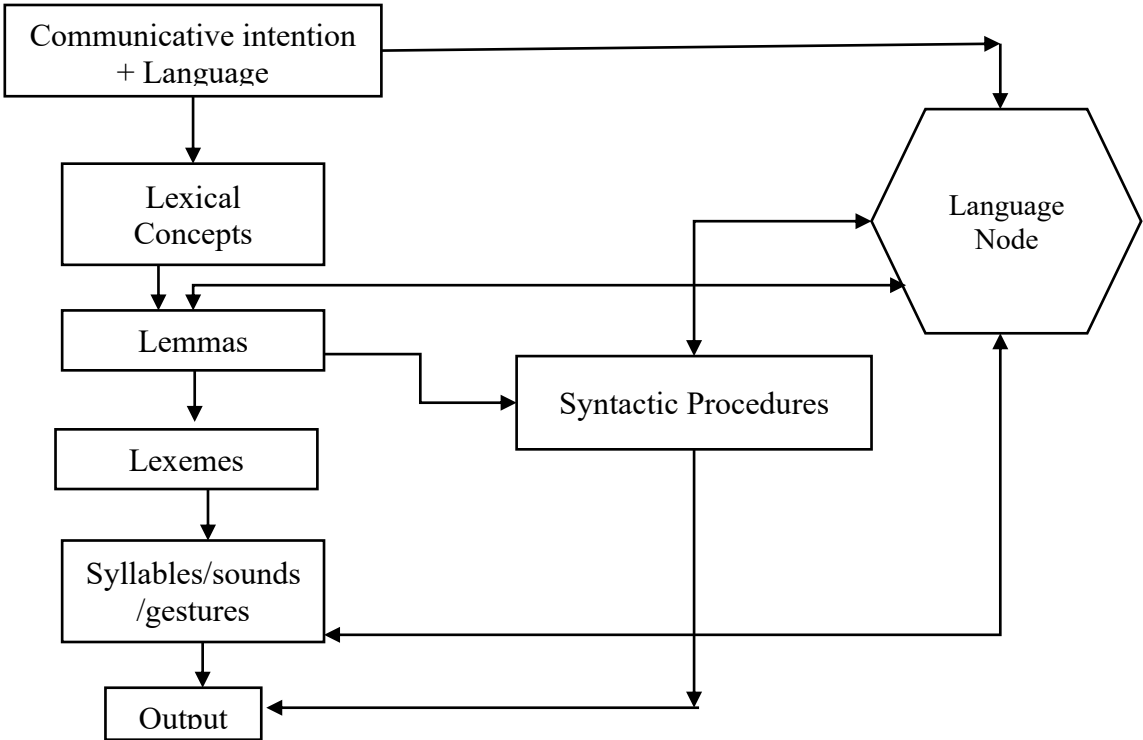 Communicative intention
+ Language
Lexical
Concepts
Language
Node
Lemmas
Syntactic Procedures
Lexemes
Syllables/sounds
/gestures
Output